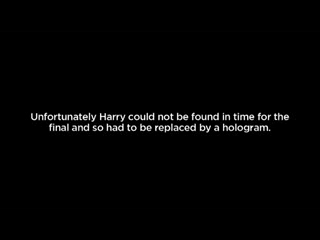 Unfortunately Harry could not be found in time for the
final and so had to be replaced by a hologram.